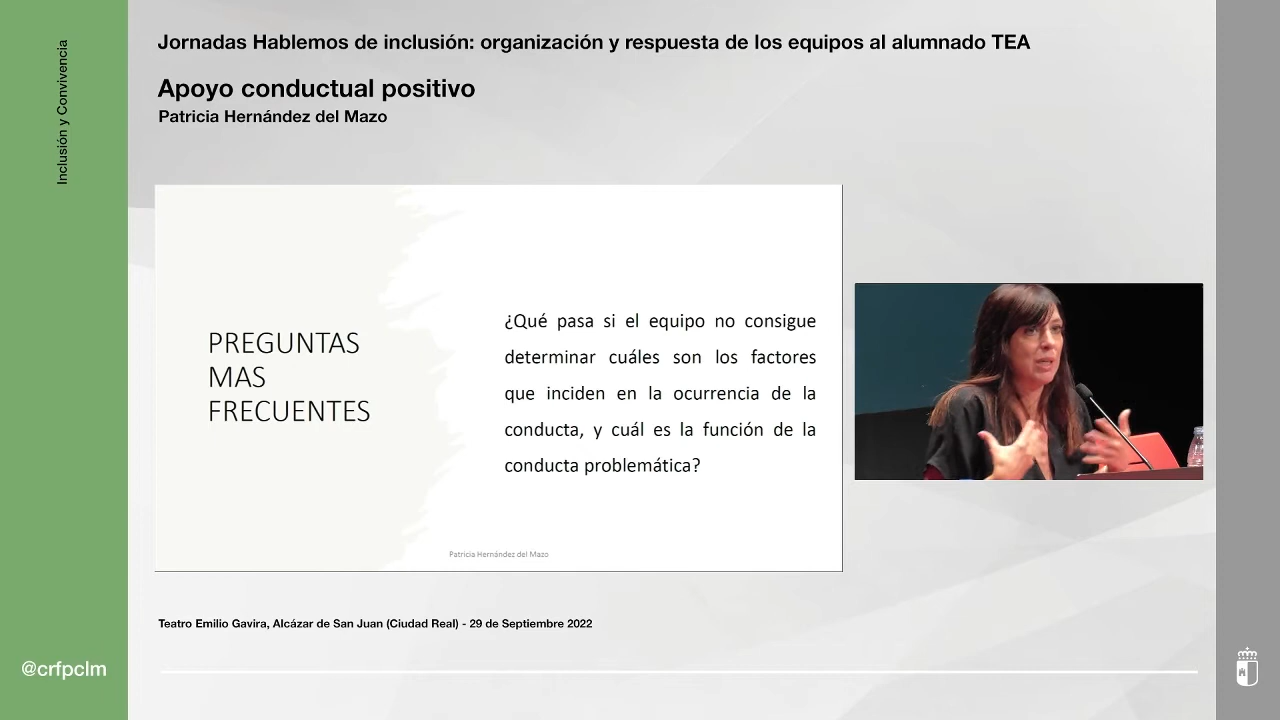 Inclusión y Convivencia
Jornadas Hablemos de inclusión: organización y respuesta de los equipos al alumnado TEA
Apoyo conductual positivo
Patricia Hernández del Mazo
PREGUNTAS
MAS
FRECUENTES
¿Qué pasa si el equipo no consigue
determinar cuáles son los factores
que inciden en la ocurrencia de la
conducta, y cuál es la función de la
conducta problemática?
Patricia Hernández del Mazo
Teatro Emilio Gavira, Alcázar de San Juan (Ciudad Real) - 29 de Septiembre 2022
@crfpclm